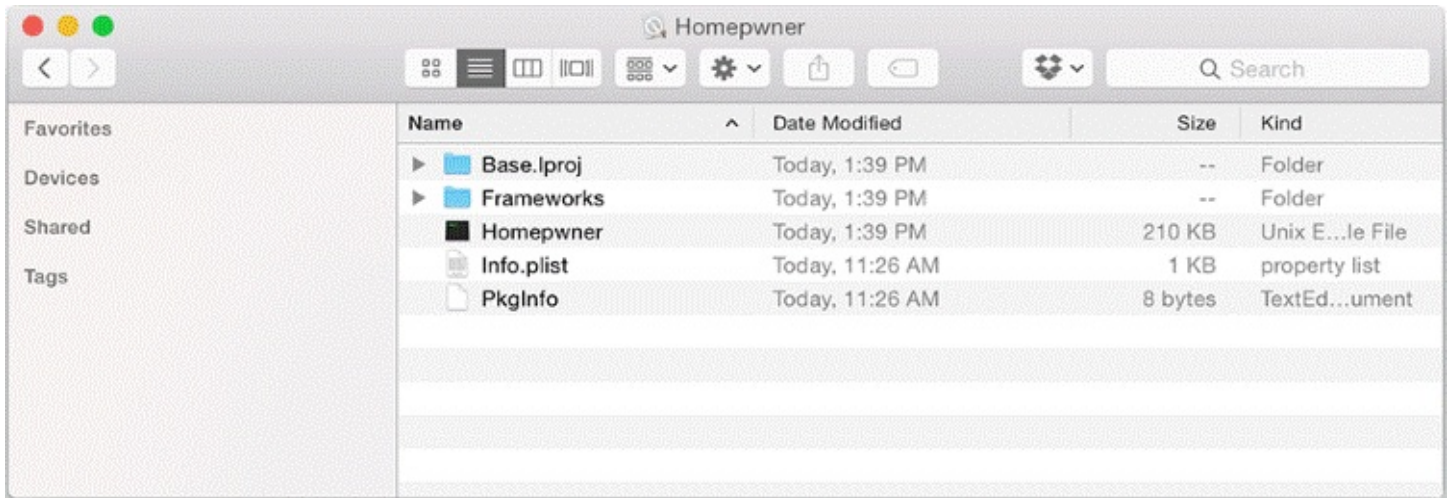 Homepwner
Search
Favorites
Devices
Shared
Tags
Name Date Modified Size Kind
Base.lproj Today, 1:39 PM -- Folder
Frameworks Today, 1:39 PM -- Folder
Homepwner Today, 1:39 PM 210 KB Unix E...le File
Info.plist Today, 11:26 AM 1 KB property list
PkgInfo Today, 11:26 AM 8 bytes TextEd...ument